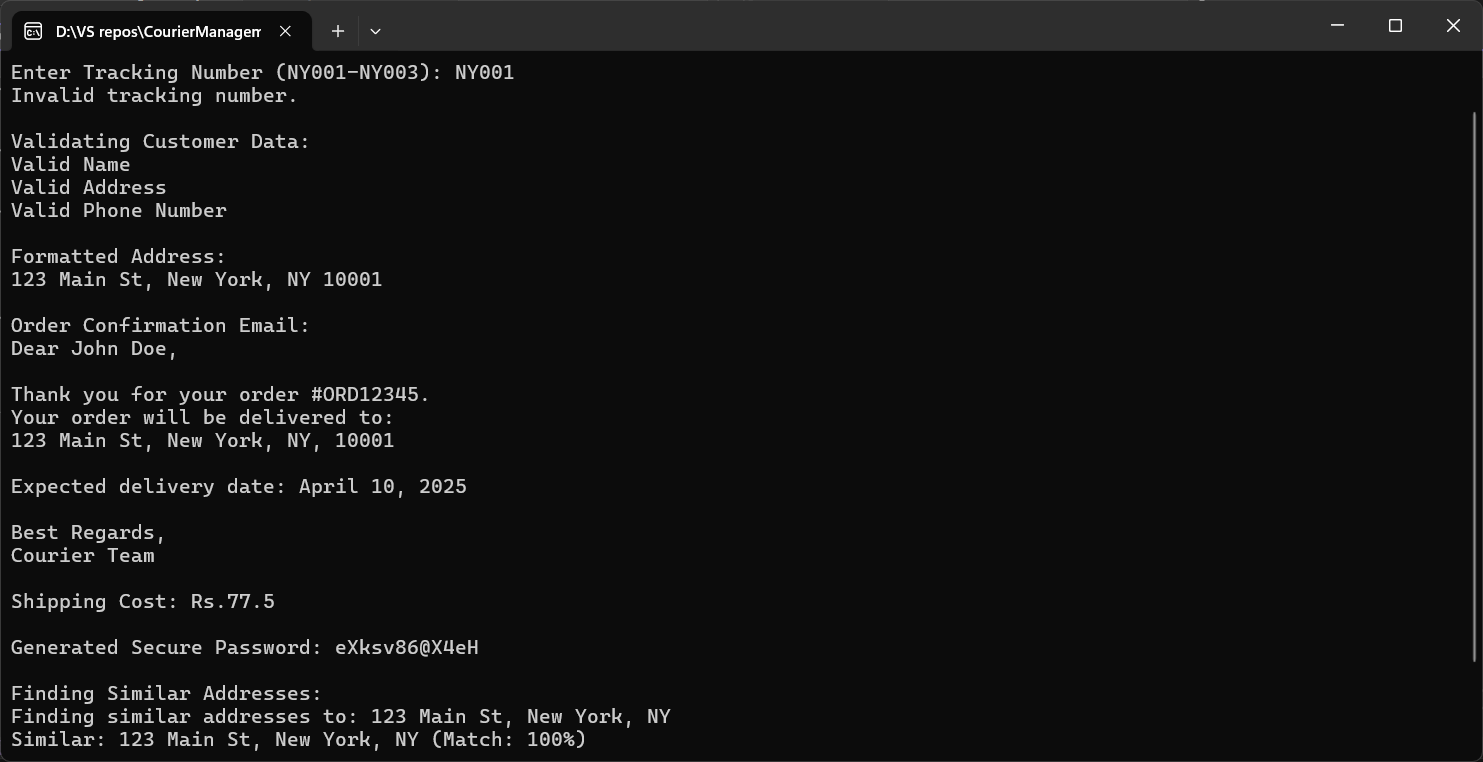 D:\VS repos\CourierManagem
Enter Tracking Number (NY001-NY003): NY001
Invalid tracking number.
Validating Customer Data:
Valid Name
Valid Address
Valid Phone Number
Formatted Address:
123 Main St, New York, NY 10001
Order Confirmation Email:
Dear John Doe,
Thank you for your order #ORD12345.
Your order will be delivered to:
123 Main St, New York, NY, 10001
Expected delivery date: April 10, 2025
Best Regards,
Courier Team
Shipping Cost: Rs.77.5
Generated Secure Password: eXksv86@X4eH
Finding Similar Addresses:
Finding similar addresses to: 123 Main St, New York, NY
Similar: 123 Main St, New York, NY (Match: 100%)